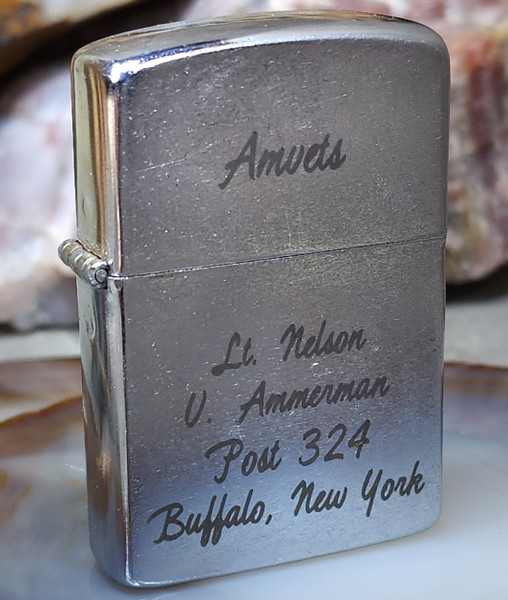 Amvets
Lt. Nelson
V. Ammerman
Post 324
Buffalo, New York